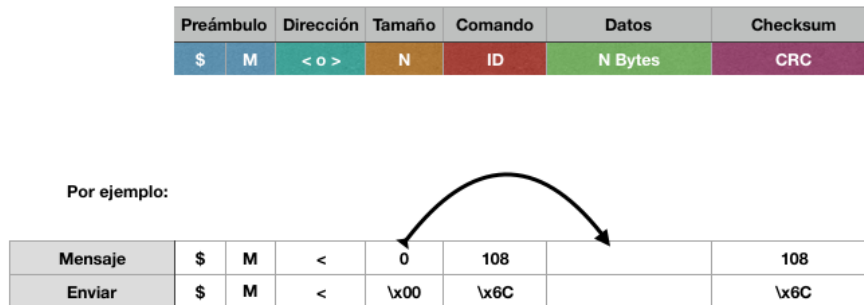 Preámbulo Dirección Tamaño Comando Datos Checksum
$ M < o > N ID N Bytes CRC
Por ejemplo:
Mensaje $ M < 0 108 108
Enviar $ M < \x00 \x6C \x6C